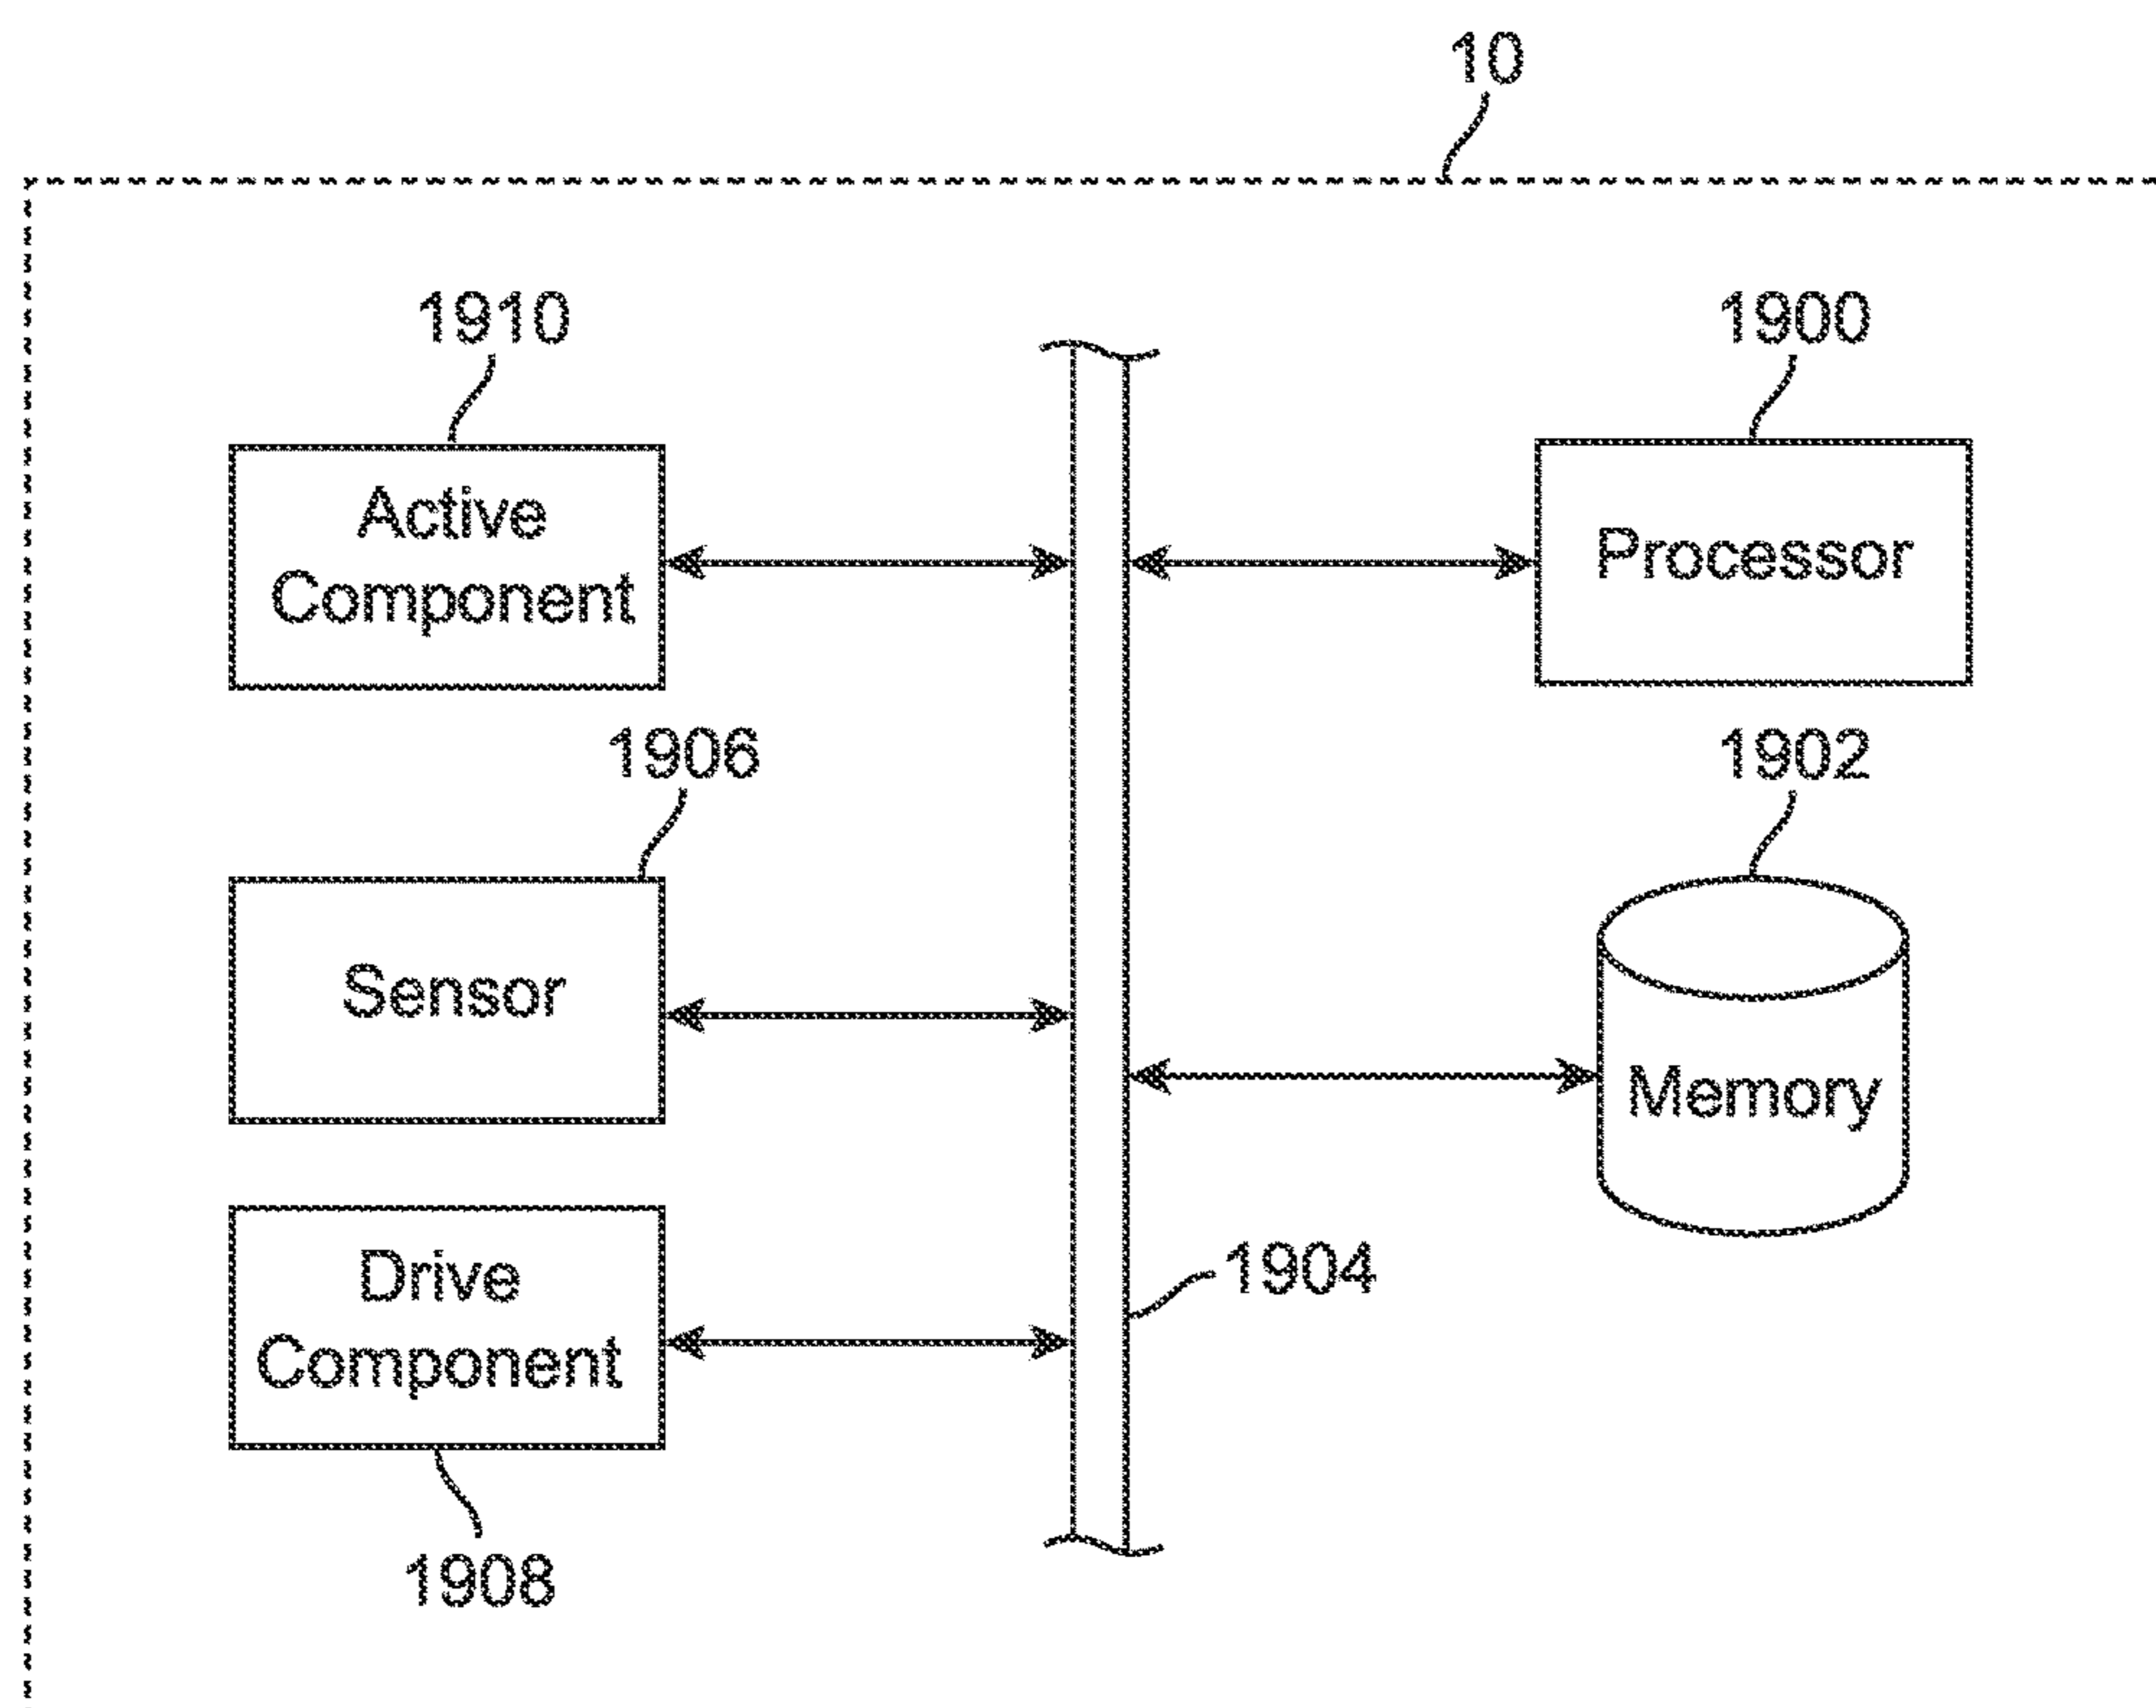 10
1910
1900
Active
Component
Processor
1906
1902
Sensor
Memory
Drive
Component
1904
1908